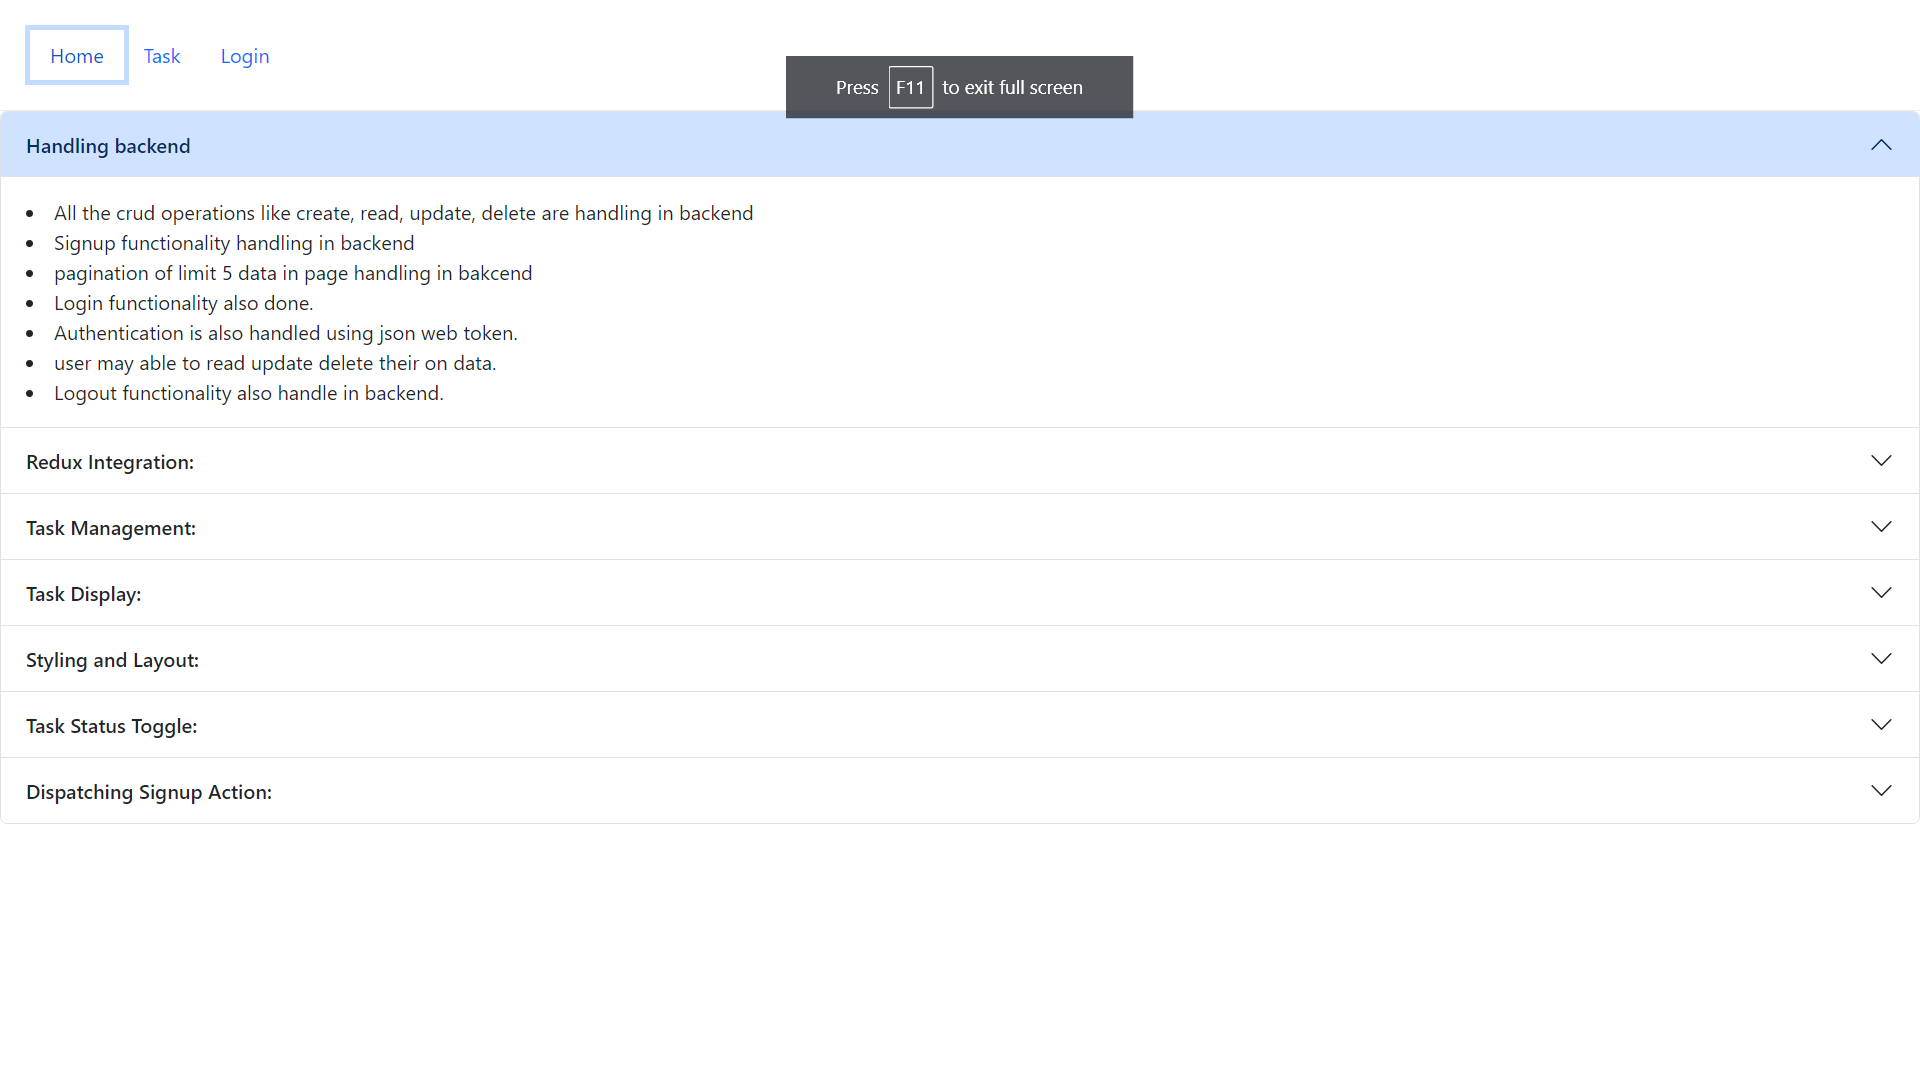 Home Task Login
Press F11 to exit full screen
Handling backend
All the crud operations like create, read, update, delete are handling in backend
Signup functionality handling in backend
pagination of limit 5 data in page handling in bakcend
Login functionality also done.
Authentication is also handled using json web token.
user may able to read update delete their on data.
Logout functionality also handle in backend.
Redux Integration:
Task Management:
Task Display:
Styling and Layout:
Task Status Toggle:
Dispatching Signup Action: